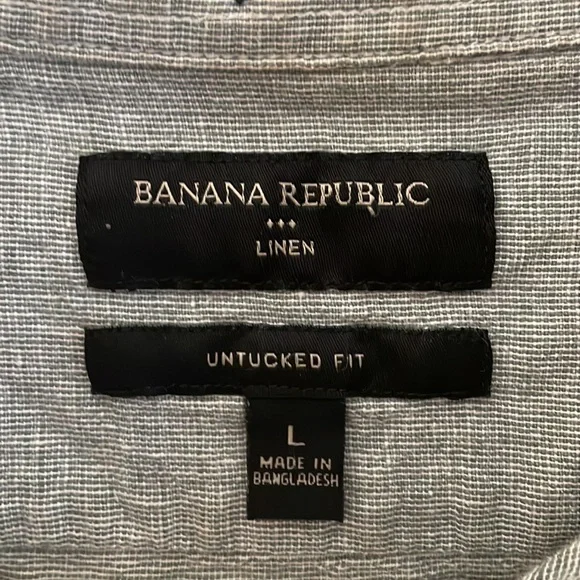 BANANA REPUBLIC
LINEN
UNTUCKED FIT
L
MADE IN
BANGLADESH